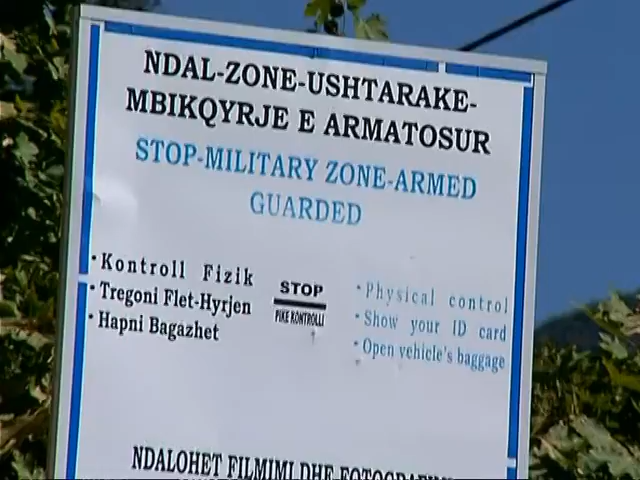 NDAL-ZONE-USHTARAKE-
MBIKQYRJE E ARMATOSUR
STOP-MILITARY ZONE-ARMED
GUARDED
• Kontroll Fizik
• Tregoni Flet-Hyrjen
• Hapni Bagazhet
STOP
PIKE KONTROLLI
• Physical control
• Show your ID card
• Open vehicle's baggage
NDALOHET FILMIMI DHE